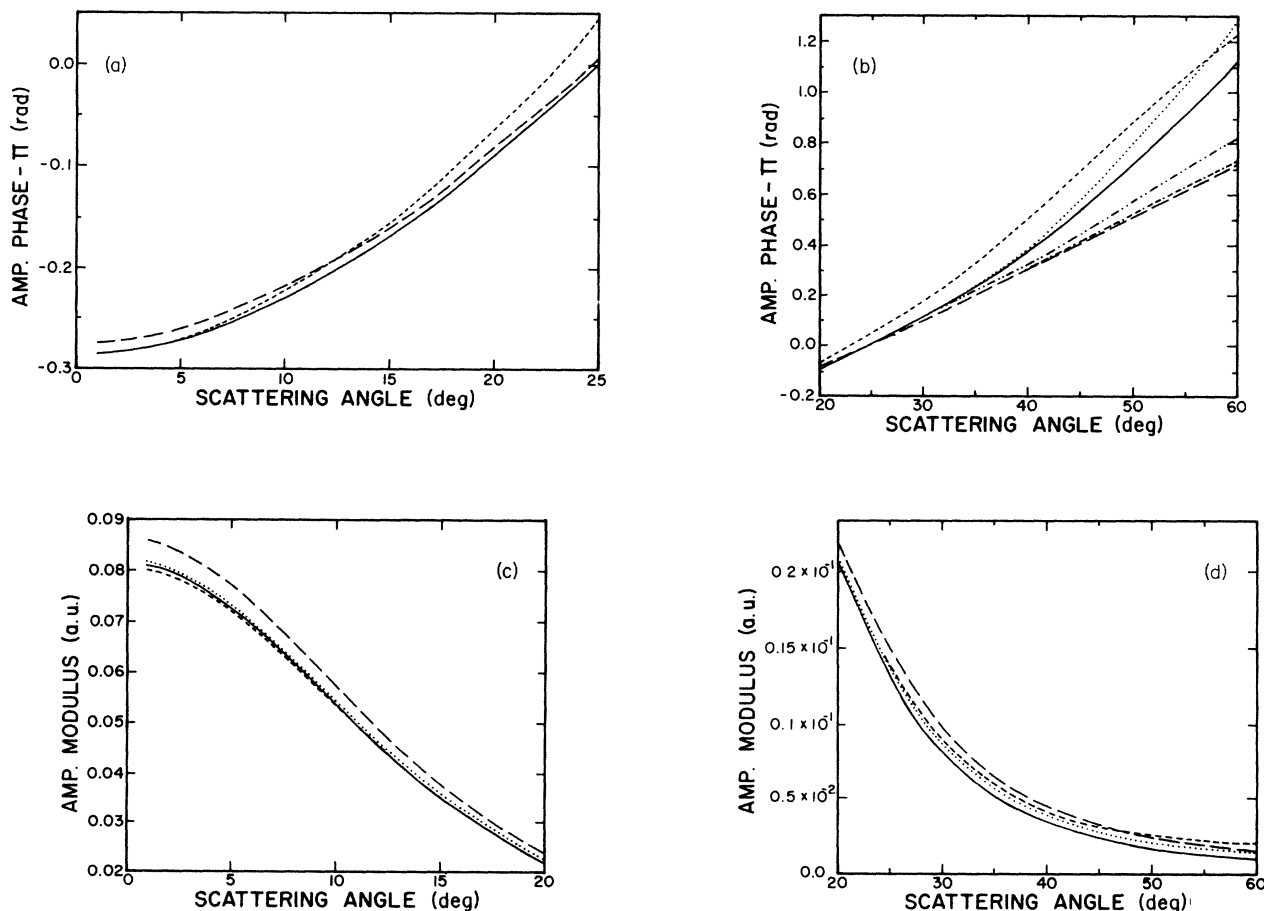 (a)
AMP. PHASE - π (rad)
0.0
-0.1
-0.2
-0.3
0 5 10 15 20 25
SCATTERING ANGLE (deg)
(b)
AMP. PHASE - π (rad)
1.2
1.0
0.8
0.6
0.4
0.2
0.0
-0.2
20 30 40 50 60
SCATTERING ANGLE (deg)
(c)
AMP. MODULUS (a.u.)
0.09
0.08
0.07
0.06
0.05
0.04
0.03
0.02
0 5 10 15 20
SCATTERING ANGLE (deg)
(d)
AMP. MODULUS (a.u.)
0.2 × 10⁻¹
0.15 × 10⁻¹
0.1 × 10⁻¹
0.5 × 10⁻²
0.0
20 30 40 50 60
SCATTERING ANGLE (deg)